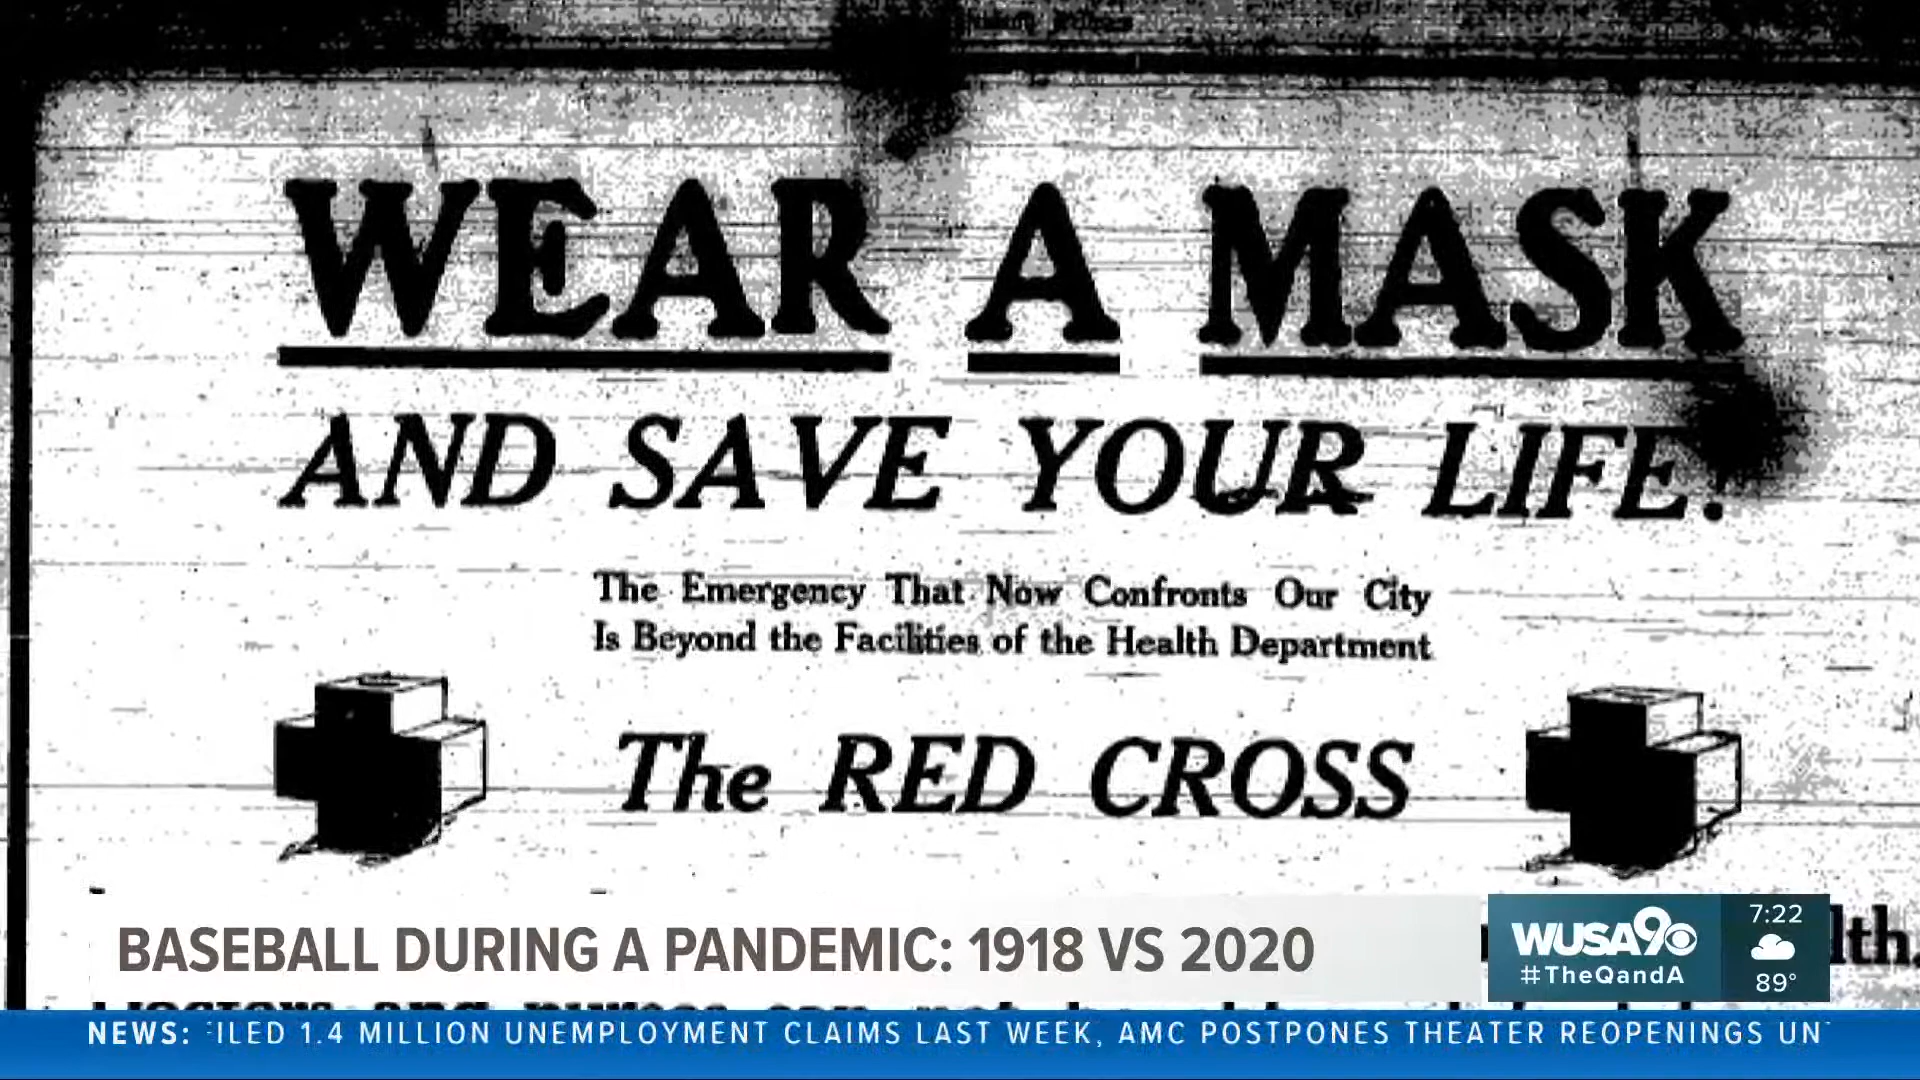 WEAR A MASK
AND SAVE YOUR LIFE!
The Emergency That Now Confronts Our City
Is Beyond the Facilities of the Health Department
The RED CROSS
BASEBALL DURING A PANDEMIC: 1918 VS 2020
WUSA9
#TheQandA
7:22
89°
lth.
NEWS: FILED 1.4 MILLION UNEMPLOYMENT CLAIMS LAST WEEK, AMC POSTPONES THEATER REOPENINGS UN